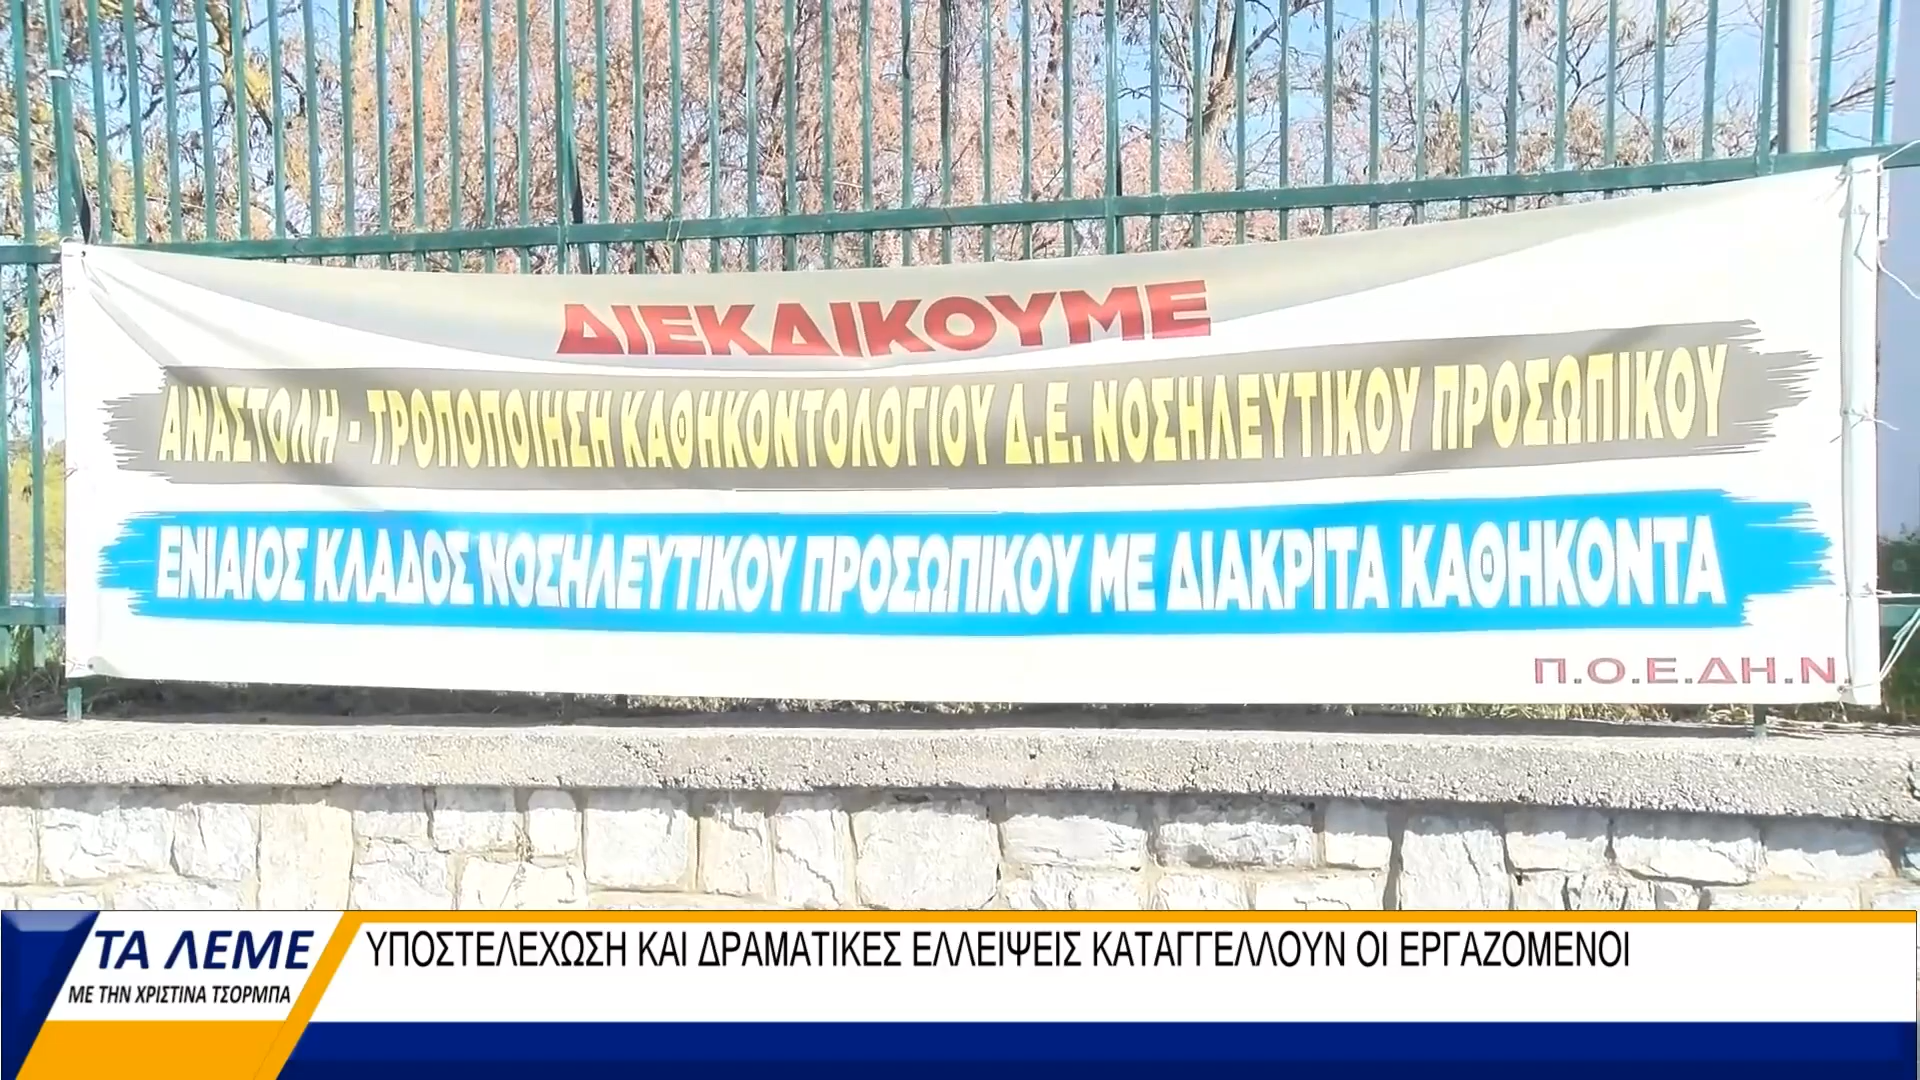 ΔΙΕΚΔΙΚΟΥΜΕ
ΑΝΑΣΤΟΛΗ - ΤΡΟΠΟΠΟΙΗΣΗ ΚΑΘΗΚΟΝΤΟΛΟΓΙΟΥ Δ.Ε. ΝΟΣΗΛΕΥΤΙΚΟΥ ΠΡΟΣΩΠΙΚΟΥ
ΕΝΙΑΙΟΣ ΚΛΑΔΟΣ ΝΟΣΗΛΕΥΤΙΚΟΥ ΠΡΟΣΩΠΙΚΟΥ ΜΕ ΔΙΑΚΡΙΤΑ ΚΑΘΗΚΟΝΤΑ
Π.Ο.Ε.ΔΗ.Ν.
ΤΑ ΛΕΜΕ
ΜΕ ΤΗΝ ΧΡΙΣΤΙΝΑ ΤΣΟΡΜΠΑ
ΥΠΟΣΤΕΛΕΧΩΣΗ ΚΑΙ ΔΡΑΜΑΤΙΚΕΣ ΕΛΛΕΙΨΕΙΣ ΚΑΤΑΓΓΕΛΛΟΥΝ ΟΙ ΕΡΓΑΖΟΜΕΝΟΙ